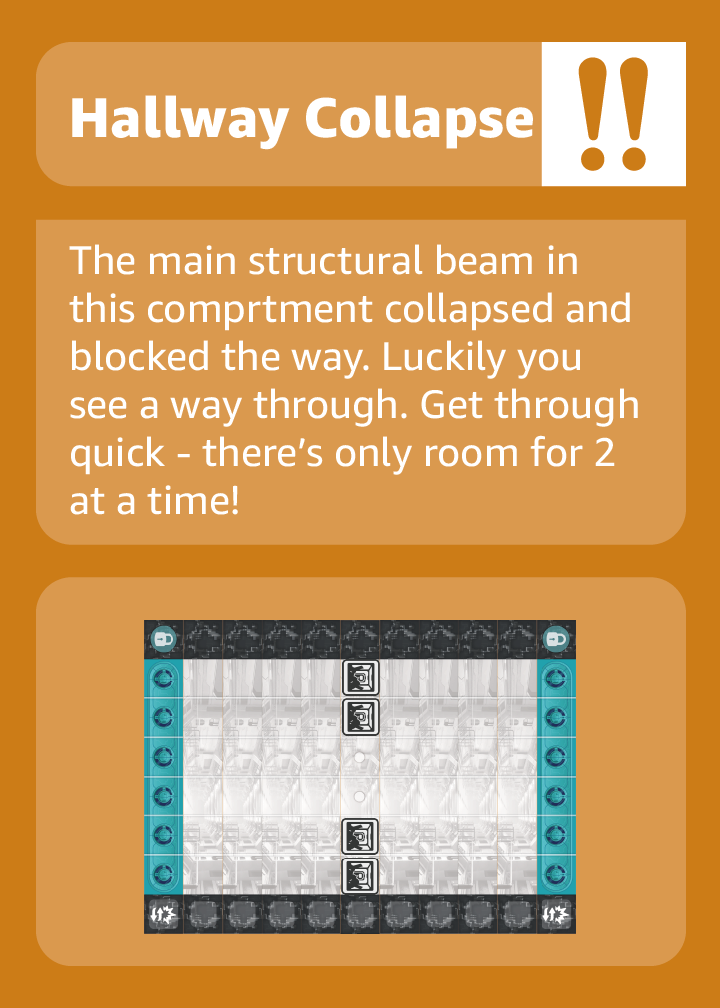 Hallway Collapse !!
The main structural beam in
this comprtment collapsed and
blocked the way. Luckily you
see a way through. Get through
quick - there’s only room for 2
at a time!